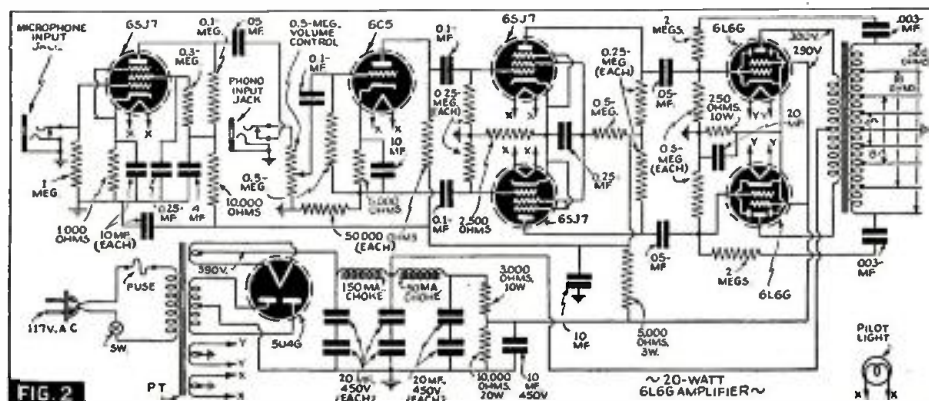 MICROPHONE
INPUT
JACK
6SJ7
0.1-
MEG.
.05
MF.
0.3-
MEG
PHONO
INPUT
JACK
0.5-MEG.
VOLUME
CONTROL
0.1-
MF
6C5
0.1-
MF
0.25-
MEG.
(EACH)
6SJ7
0.25-
MEG
(EACH)
2
MEGS.
6L6G
380V.
290V
.003-
MF
1
MEG
1000
OHMS
10 MF.
(EACH)
0.25-
MF
4
MF
10,000
OHMS
0.5-
MEG
10
MF
50,000
(EACH)
OHMS
0.1-
MF
2,500
OHMS
6SJ7
0.25-
MF
0.5-
MEG
.05
MF.
.05
MF
250
OHMS
10W
20
MF
0.5-
MEG
(EACH)
2
MEGS
6L6G
.003-
MF
FUSE
117V. A C
SW.
390V.
5U4G
150 MA.
CHOKE
MA
CHOKE
3,000
OHMS,
10W
20 MF,
450V
(EACH)
20 MF,
450V
(EACH)
10,000
OHMS,
20W
10
MF
450V
10
MF
5,000
OHMS,
3W.
X X
Y Y
Y
Y
X
X
P T
FIG. 2
~ 20-WATT
6L6G AMPLIFIER ~
PILOT
LIGHT
X X